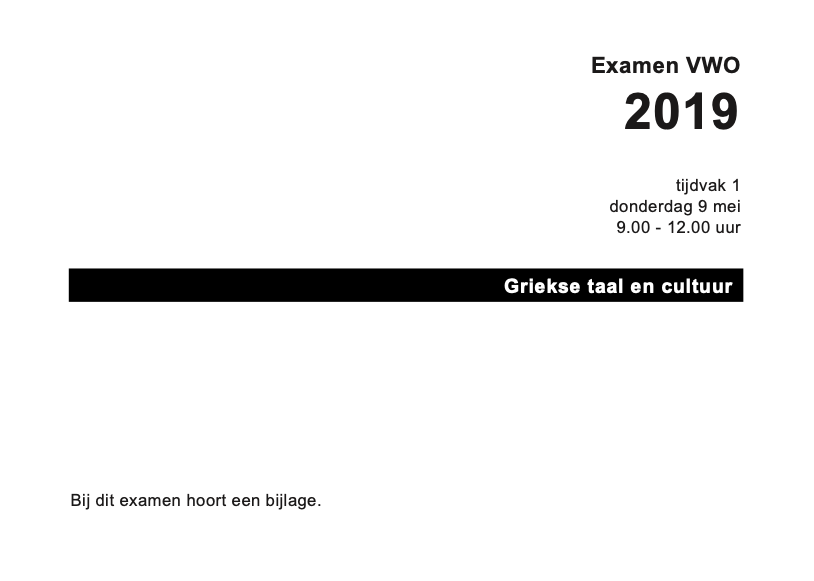 Examen VWO
2019
tijdvak 1
donderdag 9 mei
9.00 - 12.00 uur
Griekse taal en cultuur
Bij dit examen hoort een bijlage.